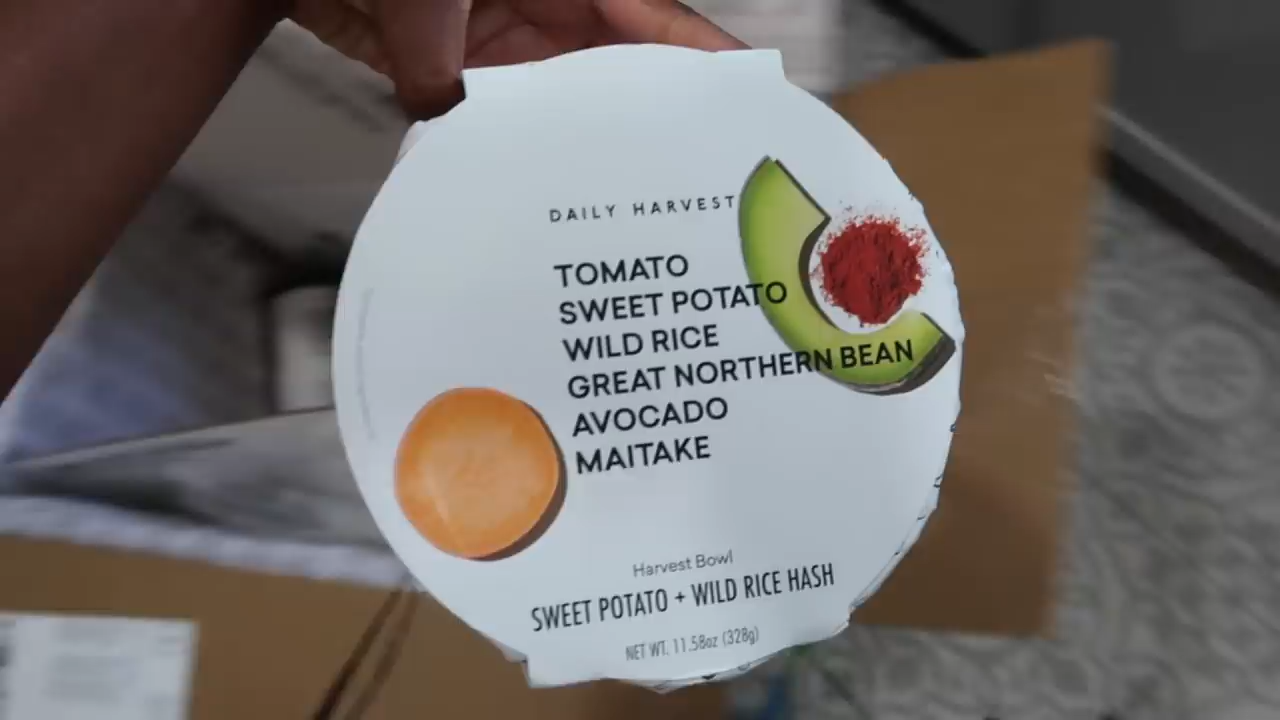 DAILY HARVEST
TOMATO
SWEET POTATO
WILD RICE
GREAT NORTHERN BEAN
AVOCADO
MAITAKE
Harvest Bowl
SWEET POTATO + WILD RICE HASH
NET WT. 11.58oz (328g)